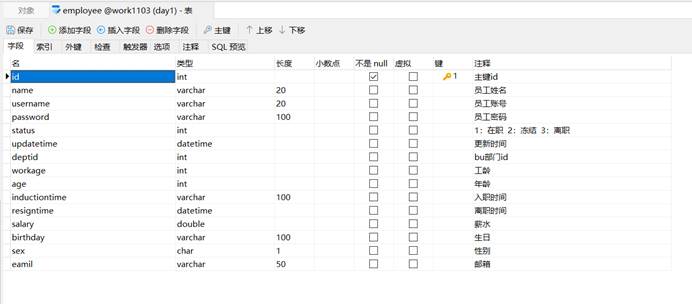 对象 employee @work1103 (day1) - 表
保存 添加字段 插入字段 删除字段 主键 上移 下移
字段 索引 外键 检查 触发器 选项 注释 SQL 预览
名 类型 长度 小数点 不是 null 虚拟 键 注释
id int 1 主键id
name varchar 20 员工姓名
username varchar 20 员工账号
password varchar 100 员工密码
status int 1：在职 2：冻结 3：离职
updatetime datetime 更新时间
deptid int bu部门id
workage int 工龄
age int 年龄
inductiontime varchar 100 入职时间
resigntime datetime 离职时间
salary double 薪水
birthday varchar 100 生日
sex char 1 性别
eamil varchar 50 邮箱